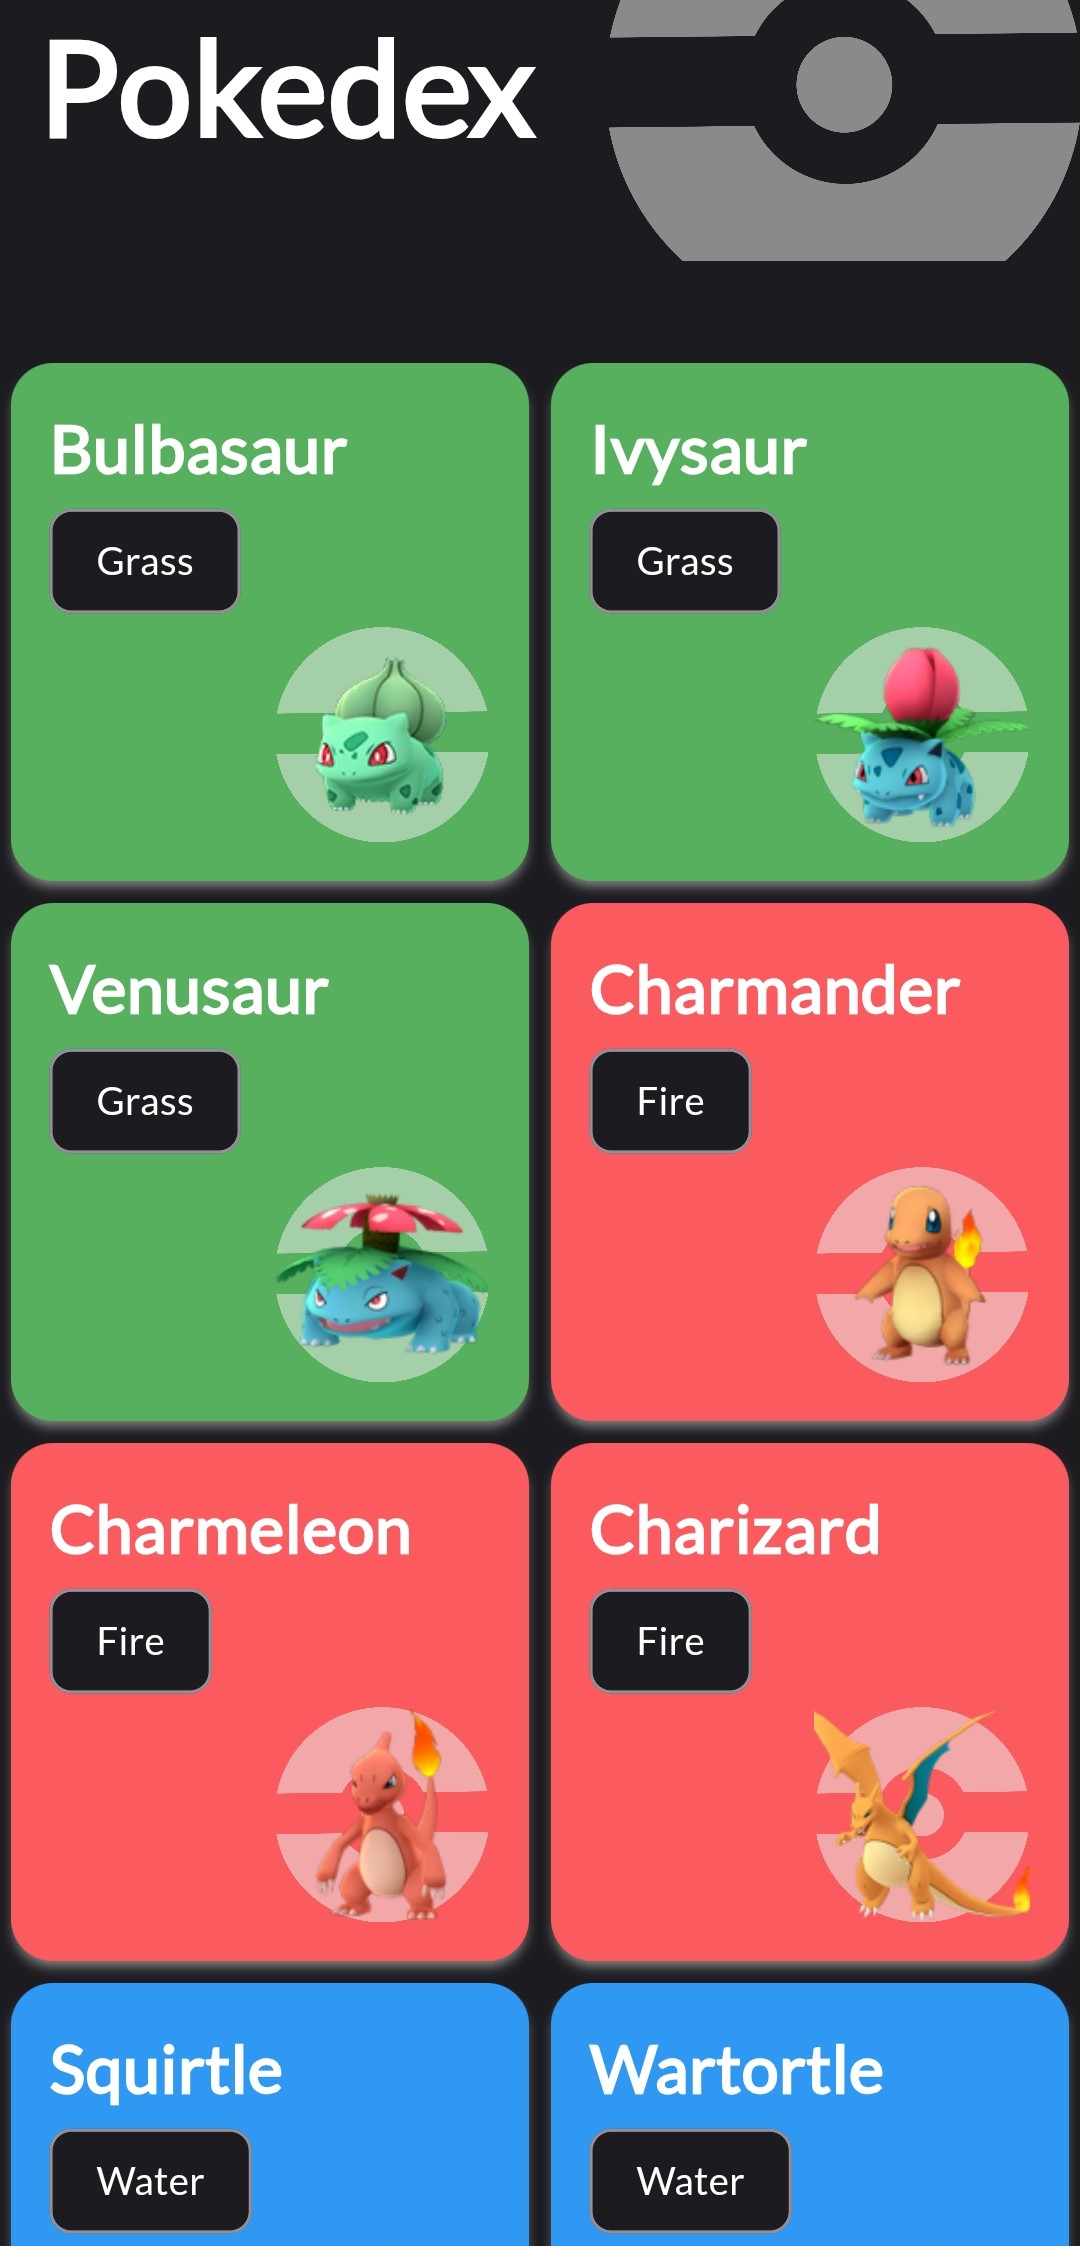 Pokedex
Bulbasaur
Grass
Ivysaur
Grass
Venusaur
Grass
Charmander
Fire
Charmeleon
Fire
Charizard
Fire
Squirtle
Water
Wartortle
Water